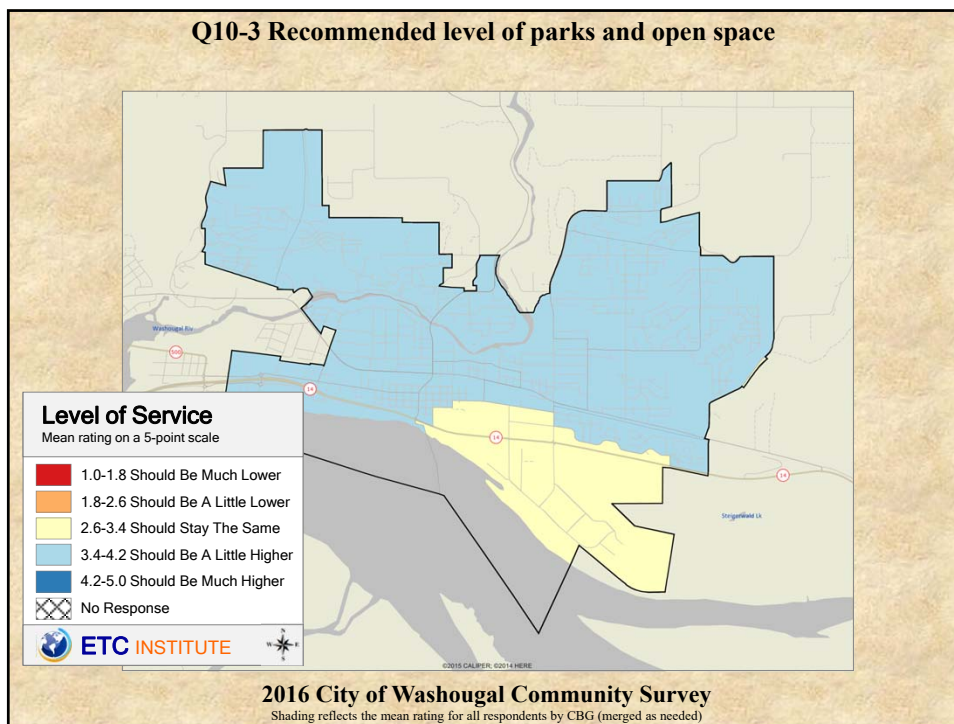 Q10-3 Recommended level of parks and open space
Washougal Riv
500
14
14
14
Steigerwald Lk
Level of Service
Mean rating on a 5-point scale
1.0-1.8 Should Be Much Lower
1.8-2.6 Should Be A Little Lower
2.6-3.4 Should Stay The Same
3.4-4.2 Should Be A Little Higher
4.2-5.0 Should Be Much Higher
No Response
ETC INSTITUTE
N
W E
S
©2015 CALIPER; ©2014 HERE
2016 City of Washougal Community Survey
Shading reflects the mean rating for all respondents by CBG (merged as needed)